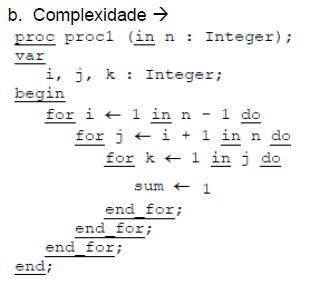 b. Complexidade →
proc proc1 (in n : Integer);
var
i, j, k : Integer;
begin
for i ← 1 in n - 1 do
for j ← i + 1 in n do
for k ← 1 in j do
sum ← 1
end_for;
end_for;
end_for;
end;